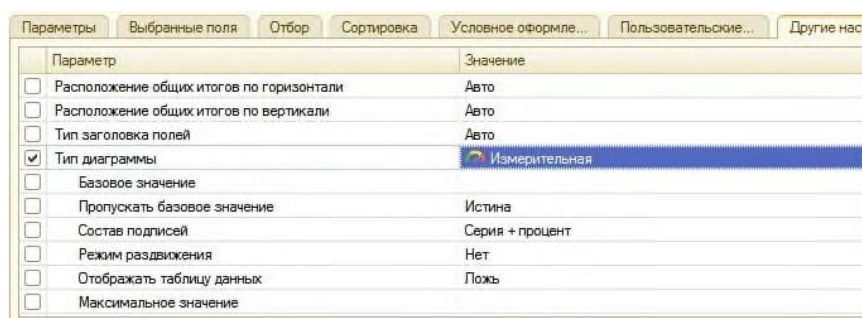 Параметры Выбранные поля Отбор Сортировка Условное оформле... Пользовательские... Другие нас
Параметр Значение
Расположение общих итогов по горизонтали Авто
Расположение общих итогов по вертикали Авто
Тип заголовка полей Авто
Тип диаграммы Измерительная
Базовое значение
Пропускать базовое значение Истина
Состав подписей Серия + процент
Режим раздвижения Нет
Отображать таблицу данных Ложь
Максимальное значение